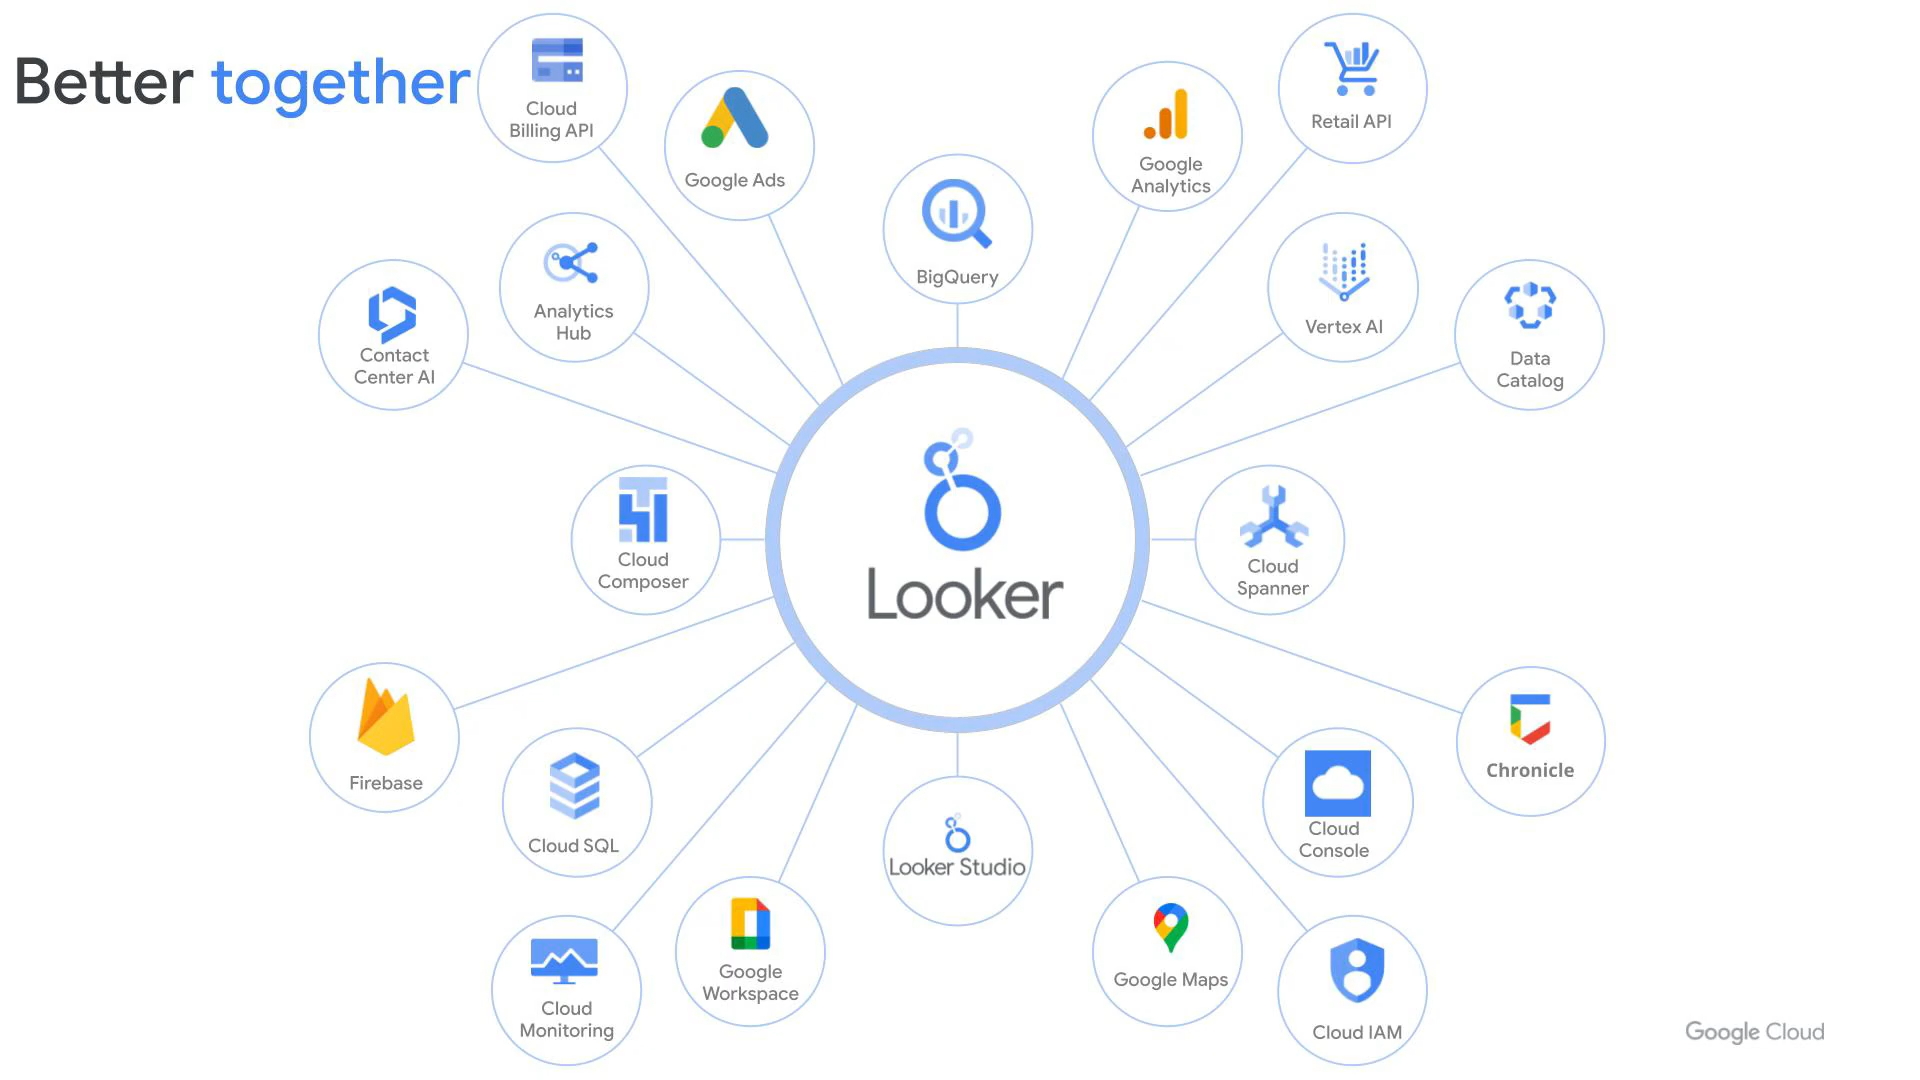 Better together
Cloud
Billing API
Google Ads
BigQuery
Google
Analytics
Retail API
Contact
Center AI
Analytics
Hub
Vertex AI
Data
Catalog
Cloud
Composer
Looker
Cloud
Spanner
Firebase
Cloud SQL
Looker Studio
Cloud
Console
Chronicle
Cloud
Monitoring
Google
Workspace
Google Maps
Cloud IAM
Google Cloud